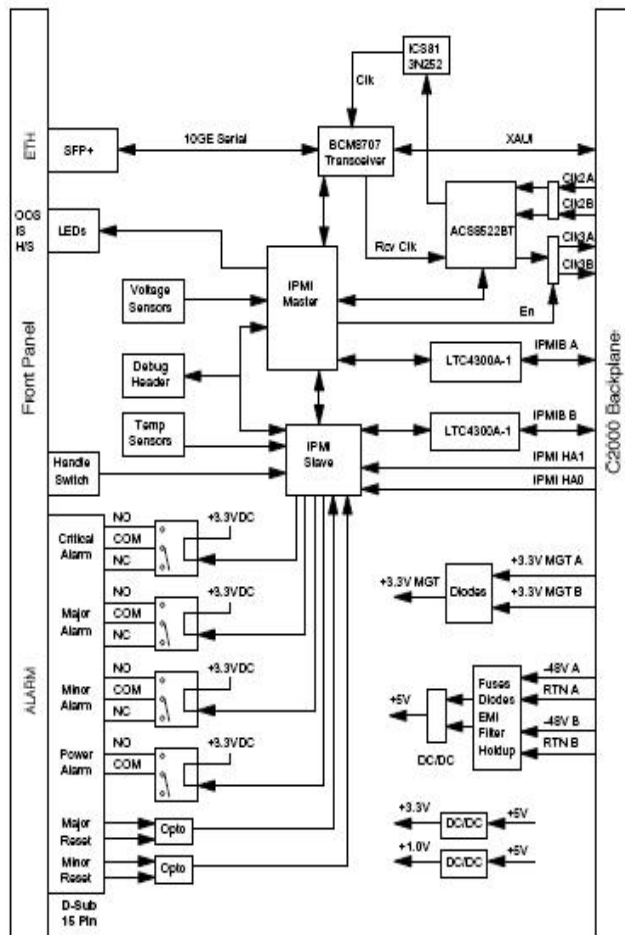 ICS81
3N252
Clk
ETH
SFP+
10GE Serial
BCM8707
Transceiver
XAUI
Clk2A
Clk2B
ACS8522BT
Clk3A
Clk3B
OOS
IS
H/S
LEDs
Rcv Clk
IPMI
Master
En
Voltage
Sensors
Front Panel
C2000 Backplane
Debug
Header
LTC4300A-1
IPMIB A
Temp
Sensors
LTC4300A-1
IPMIB B
IPMI
Slave
IPMI HA1
IPMI HA0
Handle
Switch
Critical
Alarm
NO
COM
NC
+3.3VDC
Major
Alarm
NO
COM
NC
+3.3VDC
+3.3V MGT
Diodes
+3.3V MGT A
+3.3V MGT B
ALARM
Minor
Alarm
NO
COM
NC
+3.3VDC
+5V
DC/DC
Fuses
Diodes
EMI
Filter
Holdup
-48V A
RTN A
-48V B
RTN B
Power
Alarm
NO
COM
+3.3VDC
Major
Reset
Opto
+3.3V
DC/DC
+5V
Minor
Reset
Opto
+1.0V
DC/DC
+5V
D-Sub
15 Pin